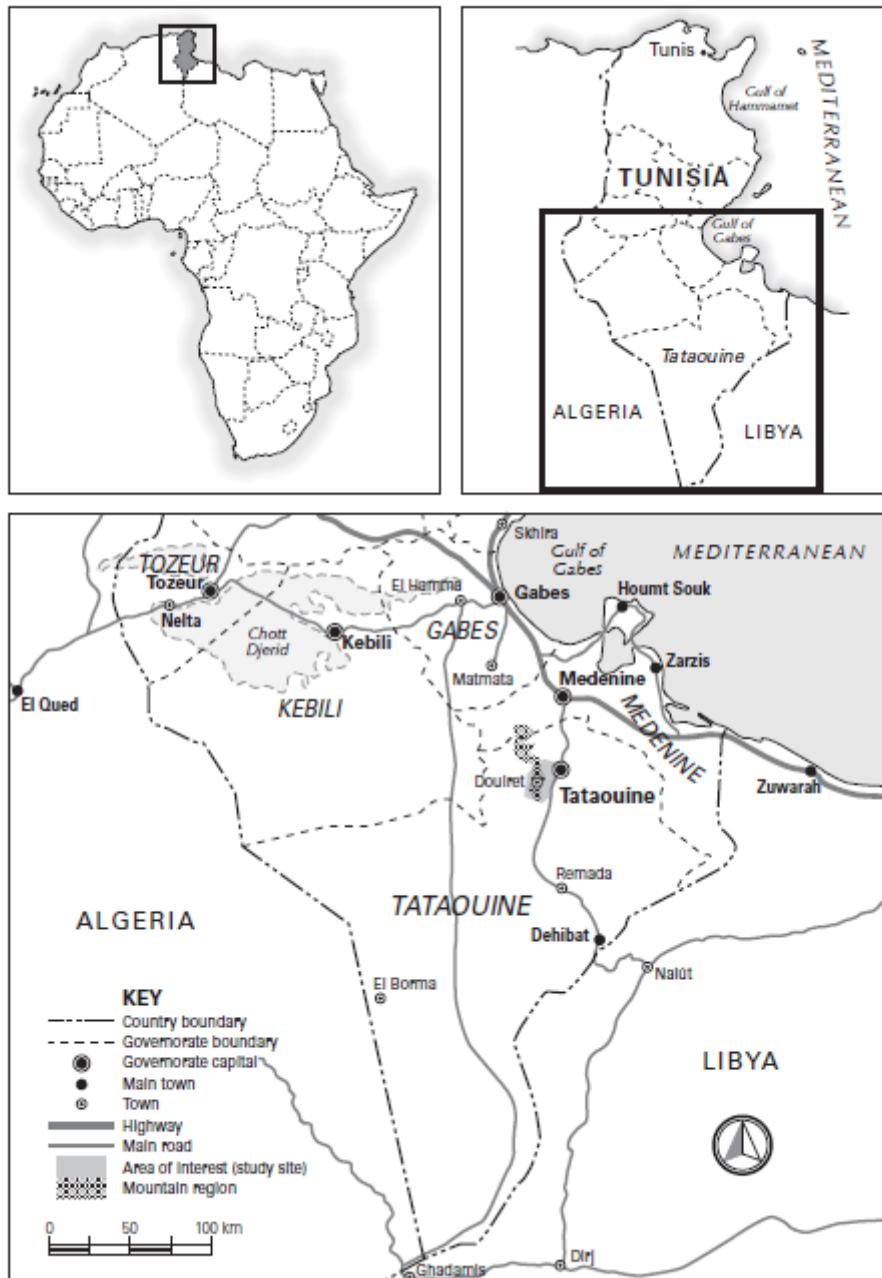 Tunis
MEDITERRANEAN
Gulf of
Hammamet
TUNISIA
Gulf of
Gabes
Tataouine
ALGERIA
LIBYA
Skhira
Gulf of
Gabes
MEDITERRANEAN
TOZEUR
Tozeur
El Hamma
Gabes
Houmt Souk
Nelta
Chott
Djerid
Kebili
GABES
Matmata
Zarzis
El Qued
KEBILI
Medenine
MEDENINE
Douiret
Tataouine
Zuwarah
Remada
TATAOUINE
ALGERIA
Dehibat
Nalût
El Borma
KEY
Country boundary
Governorate boundary
Governorate capital
Main town
Town
Highway
Main road
Area of interest (study site)
Mountain region
0 50 100 km
LIBYA
Ghadamis
Dirj